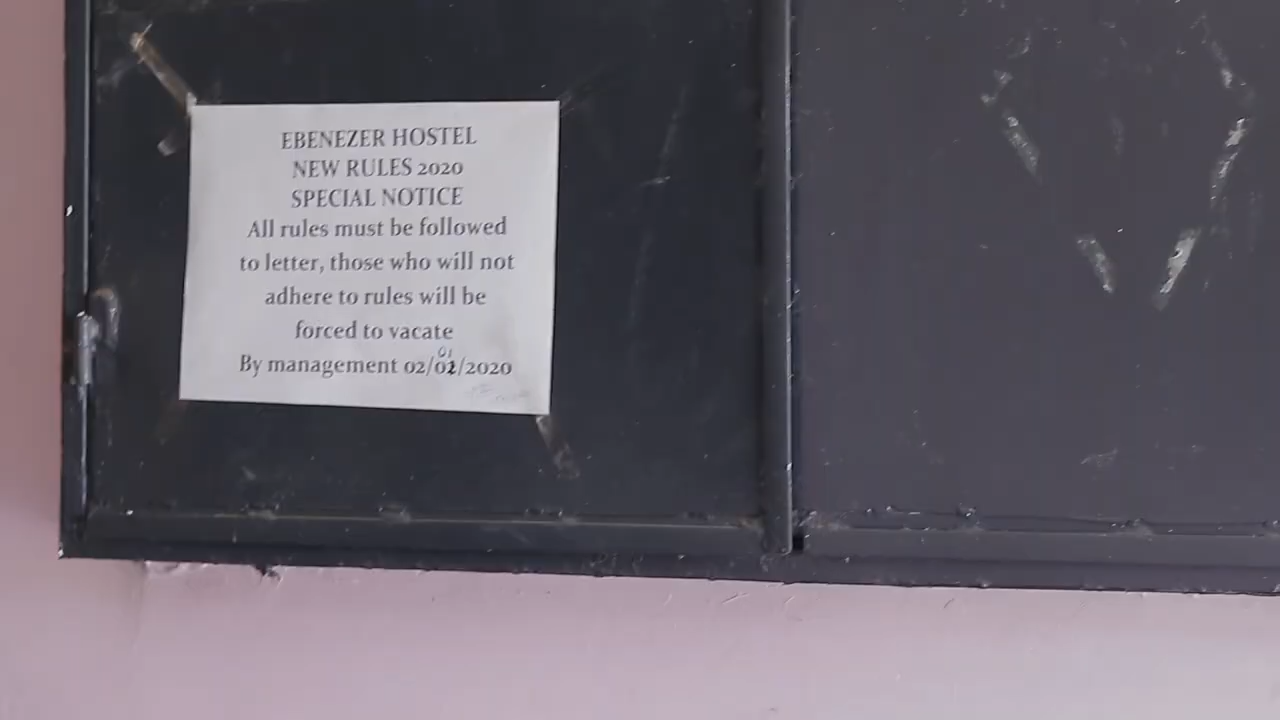 EBENEZER HOSTEL
NEW RULES 2020
SPECIAL NOTICE
All rules must be followed
to letter, those who will not
adhere to rules will be
forced to vacate
01
By management 02/02/2020